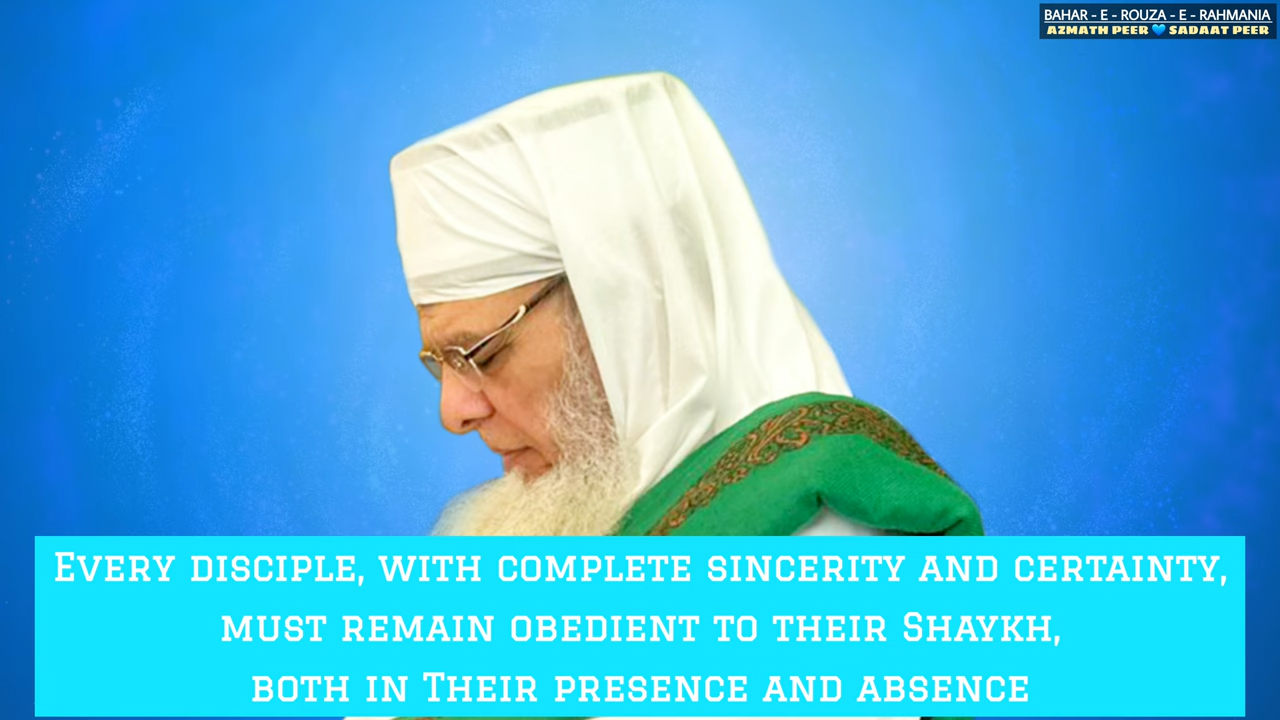 BAHAR - E - ROUZA - E - RAHMANIA
AZMATH PEER 💙 SADAAT PEER
Every disciple, with complete sincerity and certainty,
must remain obedient to their Shaykh,
both in Their presence and absence